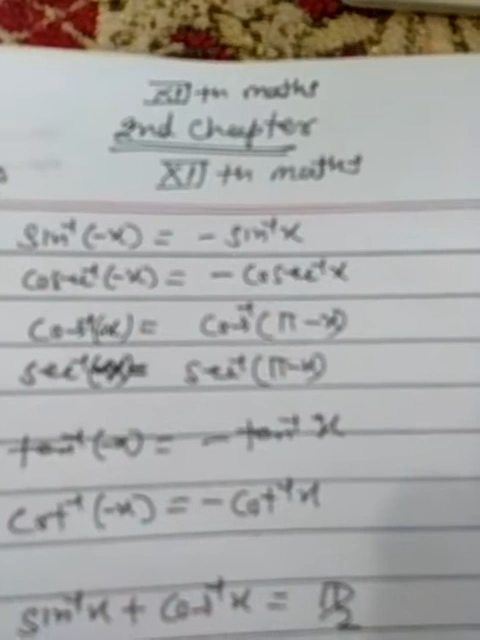 XII th maths
2nd chapter
XII th maths
sin⁻¹(-x) = - sin⁻¹x
cosec⁻¹(-x) = - cosec⁻¹x
cos⁻¹(-x) = cos⁻¹(π-x)
sec⁻¹(-x) = sec⁻¹(π-x)
tan⁻¹(-x) = - tan⁻¹x
cot⁻¹(-x) = - cot⁻¹x
sin⁻¹x + cos⁻¹x = π/2